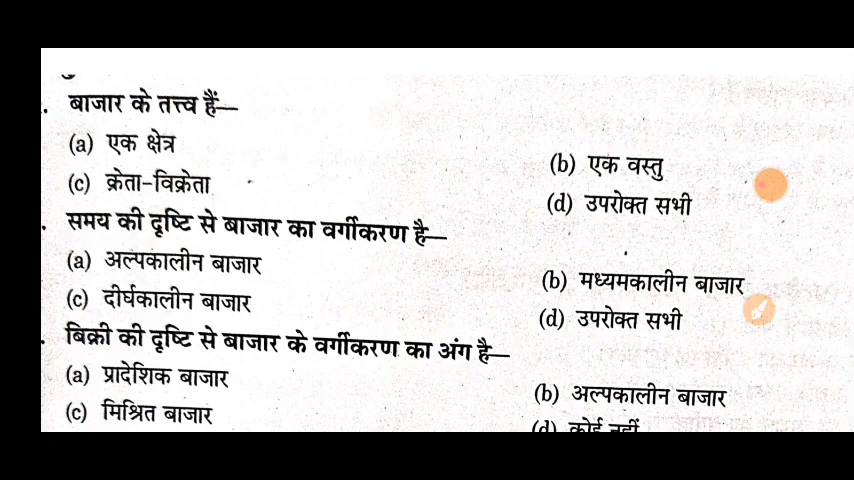 . बाजार के तत्त्व हैं—
(a) एक क्षेत्र
(b) एक वस्तु
(c) क्रेता-विक्रेता
(d) उपरोक्त सभी
. समय की दृष्टि से बाजार का वर्गीकरण है—
(a) अल्पकालीन बाजार
(b) मध्यमकालीन बाजार
(c) दीर्घकालीन बाजार
(d) उपरोक्त सभी
. बिक्री की दृष्टि से बाजार के वर्गीकरण का अंग है—
(a) प्रादेशिक बाजार
(b) अल्पकालीन बाजार
(c) मिश्रित बाजार
(d) कोई नहीं